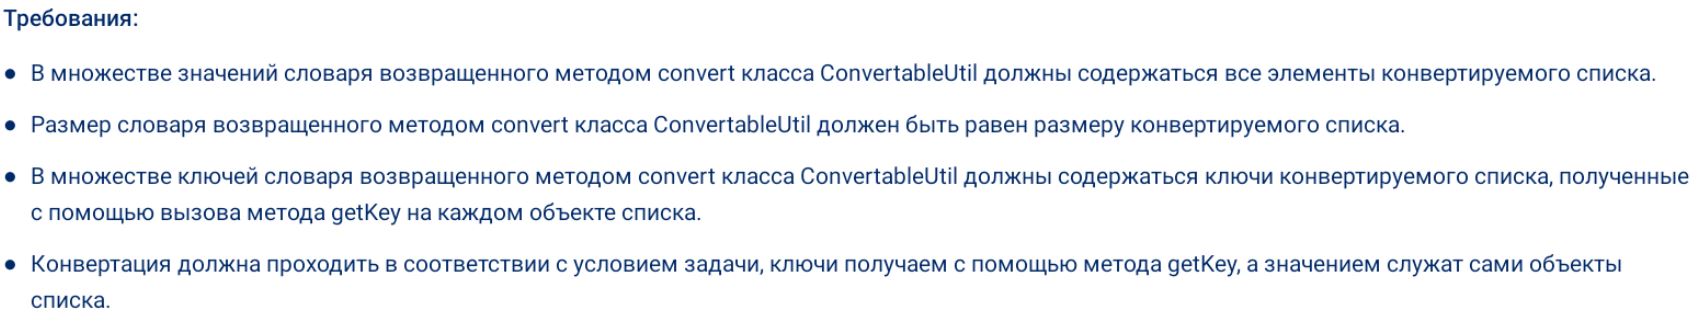 Требования:
● В множестве значений словаря возвращенного методом convert класса ConvertableUtil должны содержаться все элементы конвертируемого списка.
● Размер словаря возвращенного методом convert класса ConvertableUtil должен быть равен размеру конвертируемого списка.
● В множестве ключей словаря возвращенного методом convert класса ConvertableUtil должны содержаться ключи конвертируемого списка, полученные
с помощью вызова метода getKey на каждом объекте списка.
● Конвертация должна проходить в соответствии с условием задачи, ключи получаем с помощью метода getKey, а значением служат сами объекты
списка.